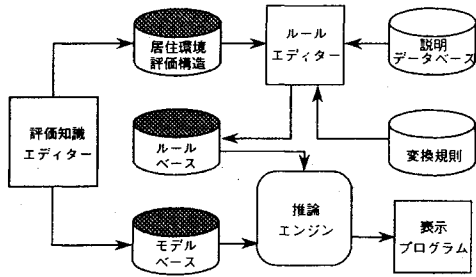 居住環境
評価構造
ルール
エディター
説明
データベース
評価知識
エディター
ルール
ベース
変換規則
推論
エンジン
モデル
ベース
表示
プログラム